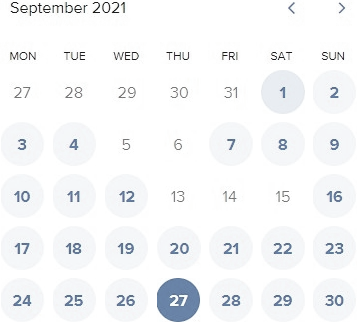 September 2021
MON TUE WED THU FRI SAT SUN
27 28 29 30 31 1 2
3 4 5 6 7 8 9
10 11 12 13 14 15 16
17 18 19 20 21 22 23
24 25 26 27 28 29 30